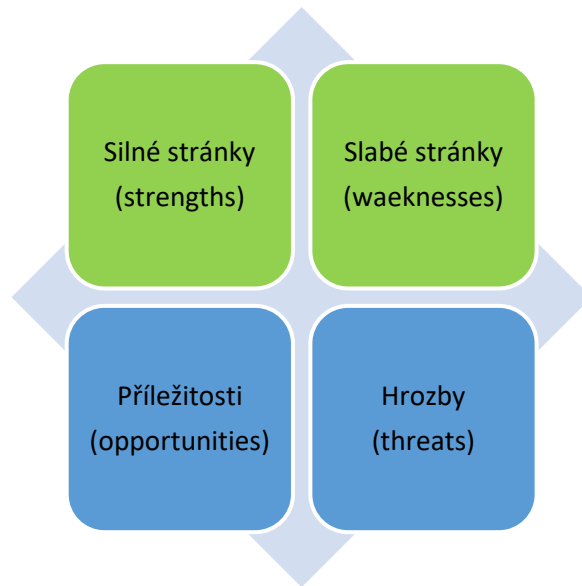 Silné stránky
(strengths)
Slabé stránky
(waeknesses)
Příležitosti
(opportunities)
Hrozby
(threats)